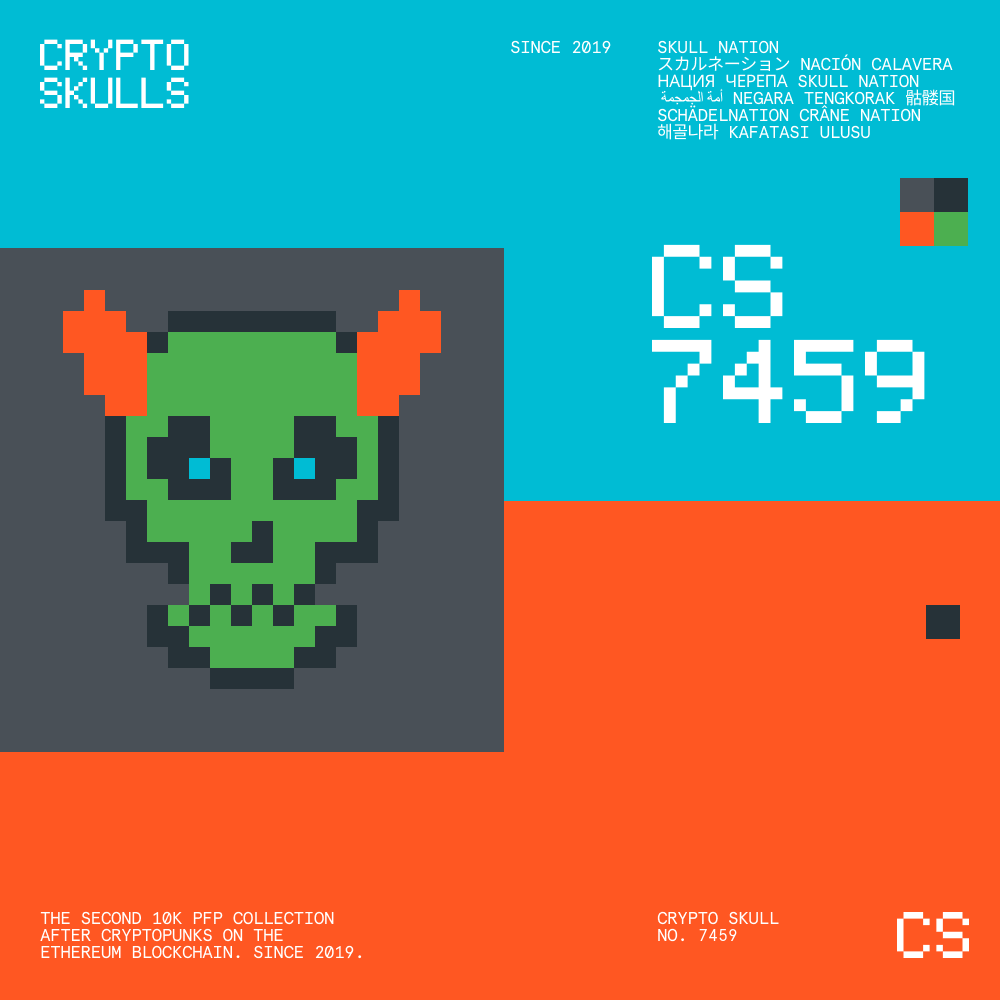 CRYPTO
SKULLS
SINCE 2019
SKULL NATION
スカルネーション NACIÓN CALAVERA
НАЦИЯ ЧЕРЕПА SKULL NATION
أمة الجمجمة NEGARA TENGKORAK 骷髅国
SCHÄDELNATION CRÂNE NATION
해골나라 KAFATASI ULUSU
CS
7459
THE SECOND 10K PFP COLLECTION
AFTER CRYPTOPUNKS ON THE
ETHEREUM BLOCKCHAIN. SINCE 2019.
CRYPTO SKULL
NO. 7459
CS